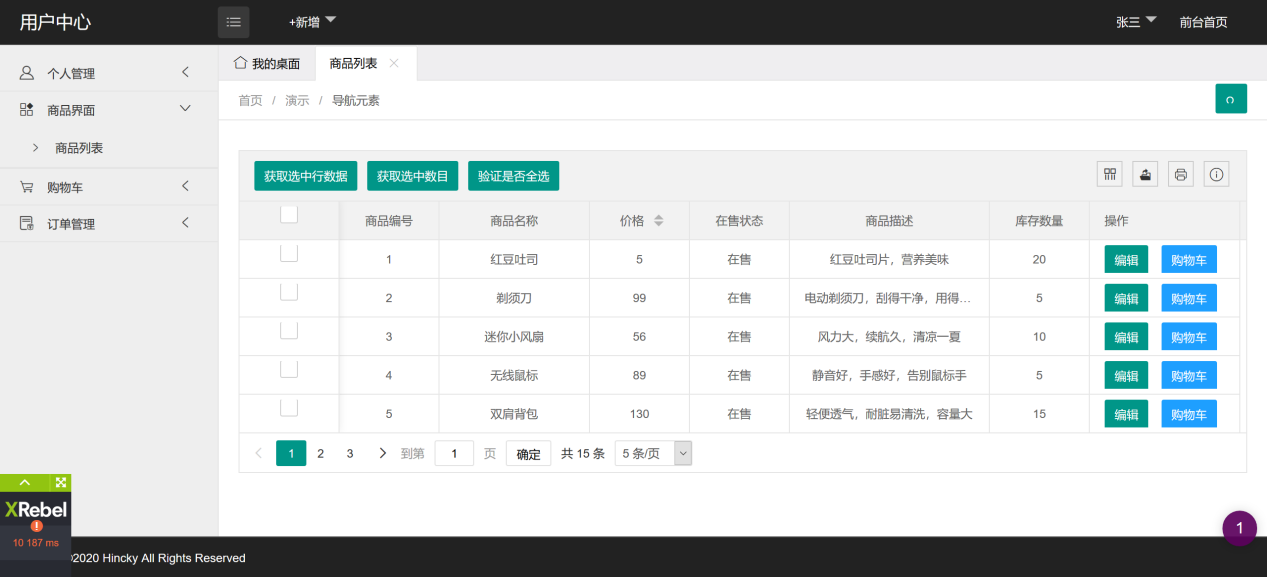 用户中心
+新增
张三
前台首页
个人管理
商品界面
商品列表
购物车
订单管理
我的桌面
商品列表
首页 / 演示 / 导航元素
获取选中行数据 获取选中数目 验证是否全选
商品编号 商品名称 价格 在售状态 商品描述 库存数量 操作
1 红豆吐司 5 在售 红豆吐司片，营养美味 20 编辑 购物车
2 剃须刀 99 在售 电动剃须刀，刮得干净，用得… 5 编辑 购物车
3 迷你小风扇 56 在售 风力大，续航久，清凉一夏 10 编辑 购物车
4 无线鼠标 89 在售 静音好，手感好，告别鼠标手 5 编辑 购物车
5 双肩背包 130 在售 轻便透气，耐脏易清洗，容量大 15 编辑 购物车
1 2 3 到第 1 页 确定 共 15 条 5 条/页
XRebel
10 187 ms
1
2020 Hincky All Rights Reserved